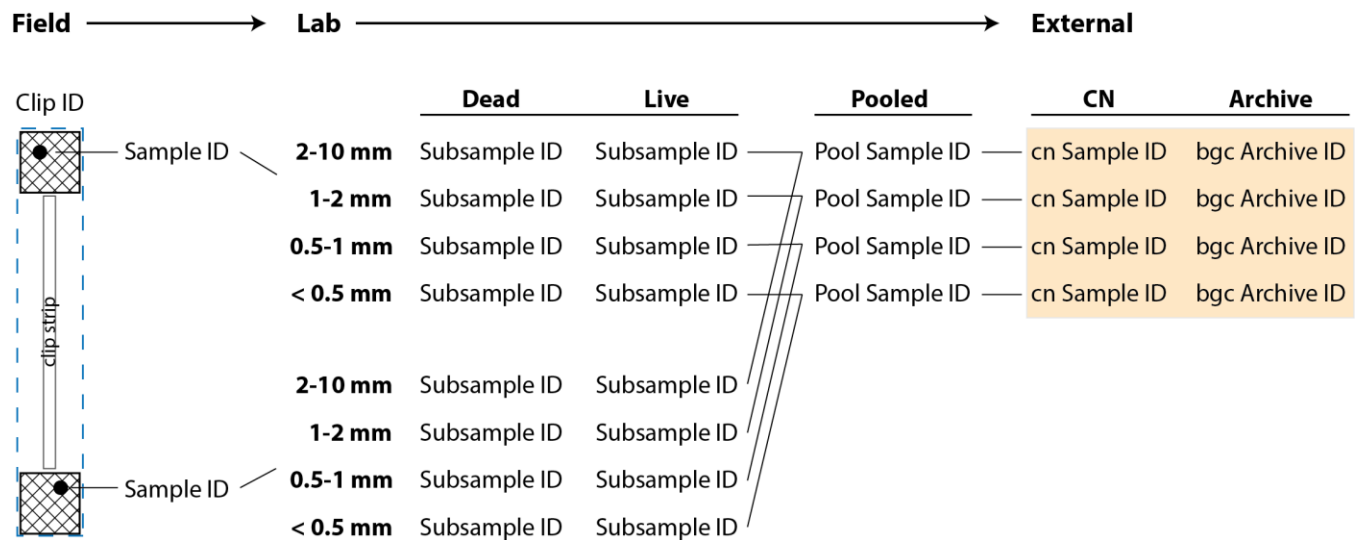 Field Lab External
Clip ID
Dead Live Pooled CN Archive
Sample ID 2-10 mm Subsample ID Subsample ID Pool Sample ID cn Sample ID bgc Archive ID
1-2 mm Subsample ID Subsample ID Pool Sample ID cn Sample ID bgc Archive ID
0.5-1 mm Subsample ID Subsample ID Pool Sample ID cn Sample ID bgc Archive ID
< 0.5 mm Subsample ID Subsample ID Pool Sample ID cn Sample ID bgc Archive ID
clip strip
2-10 mm Subsample ID Subsample ID
1-2 mm Subsample ID Subsample ID
Sample ID 0.5-1 mm Subsample ID Subsample ID
< 0.5 mm Subsample ID Subsample ID